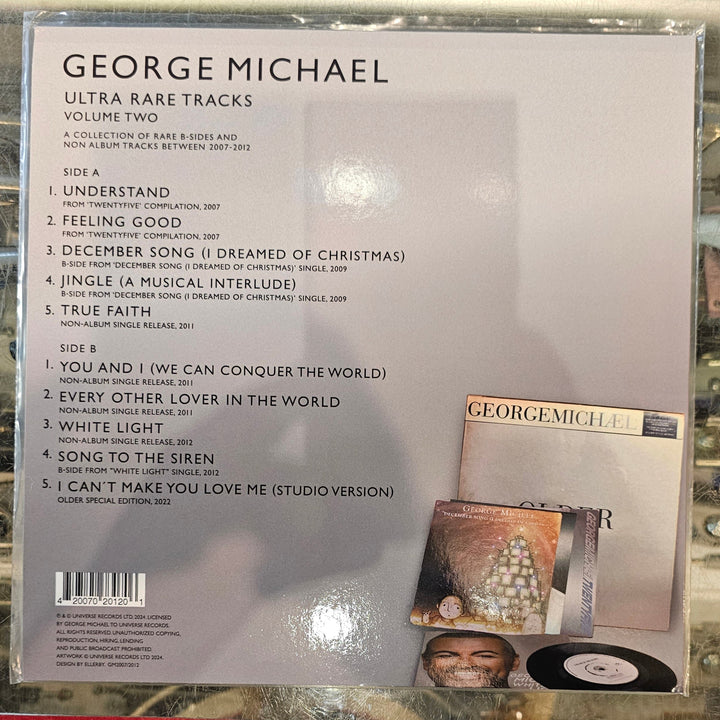 GEORGE MICHAEL
ULTRA RARE TRACKS
VOLUME TWO
A COLLECTION OF RARE B-SIDES AND
NON ALBUM TRACKS BETWEEN 2007-2012
SIDE A
1. UNDERSTAND
FROM 'TWENTYFIVE' COMPILATION, 2007
2. FEELING GOOD
FROM 'TWENTYFIVE' COMPILATION, 2007
3. DECEMBER SONG (I DREAMED OF CHRISTMAS)
B-SIDE FROM 'DECEMBER SONG (I DREAMED OF CHRISTMAS)' SINGLE, 2009
4. JINGLE (A MUSICAL INTERLUDE)
B-SIDE FROM 'DECEMBER SONG (I DREAMED OF CHRISTMAS)' SINGLE, 2009
5. TRUE FAITH
NON-ALBUM SINGLE RELEASE, 2011
SIDE B
1. YOU AND I (WE CAN CONQUER THE WORLD)
NON-ALBUM SINGLE RELEASE, 2011
2. EVERY OTHER LOVER IN THE WORLD
NON-ALBUM SINGLE RELEASE, 2011
3. WHITE LIGHT
NON-ALBUM SINGLE RELEASE, 2012
4. SONG TO THE SIREN
B-SIDE FROM "WHITE LIGHT" SINGLE, 2012
5. I CAN'T MAKE YOU LOVE ME (STUDIO VERSION)
OLDER SPECIAL EDITION, 2022
GEORGEMICHÆL
OLDER
GEORGE MICHAEL
4 20070 20120 1
℗ & © UNIVERSE RECORDS LTD, 2024. LICENSED
BY GEORGE MICHAEL TO UNIVERSE RECORDS.
ALL RIGHTS RESERVED. UNAUTHORIZED COPYING,
REPRODUCTION, HIRING, LENDING
AND PUBLIC BROADCAST PROHIBITED.
ARTWORK © UNIVERSE RECORDS LTD 2024.
DESIGN BY ELLERBY. GM2007/2012